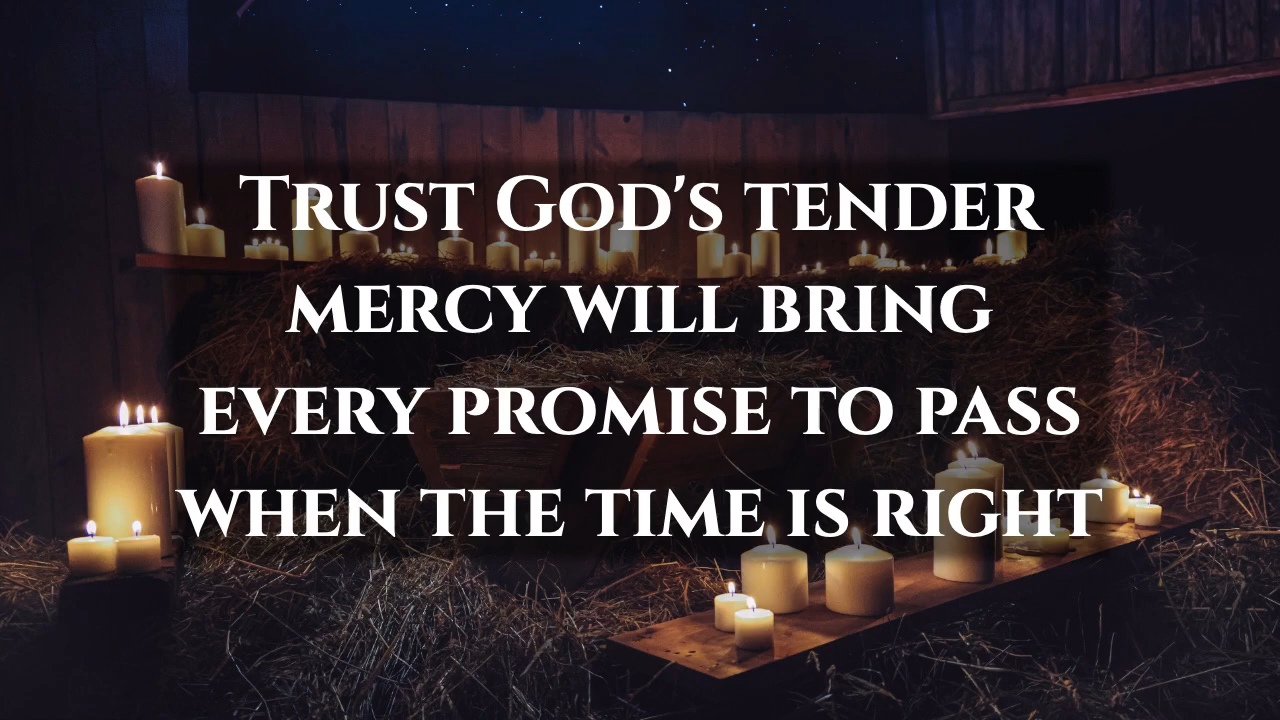 Trust God's tender
mercy will bring
every promise to pass
when the time is right